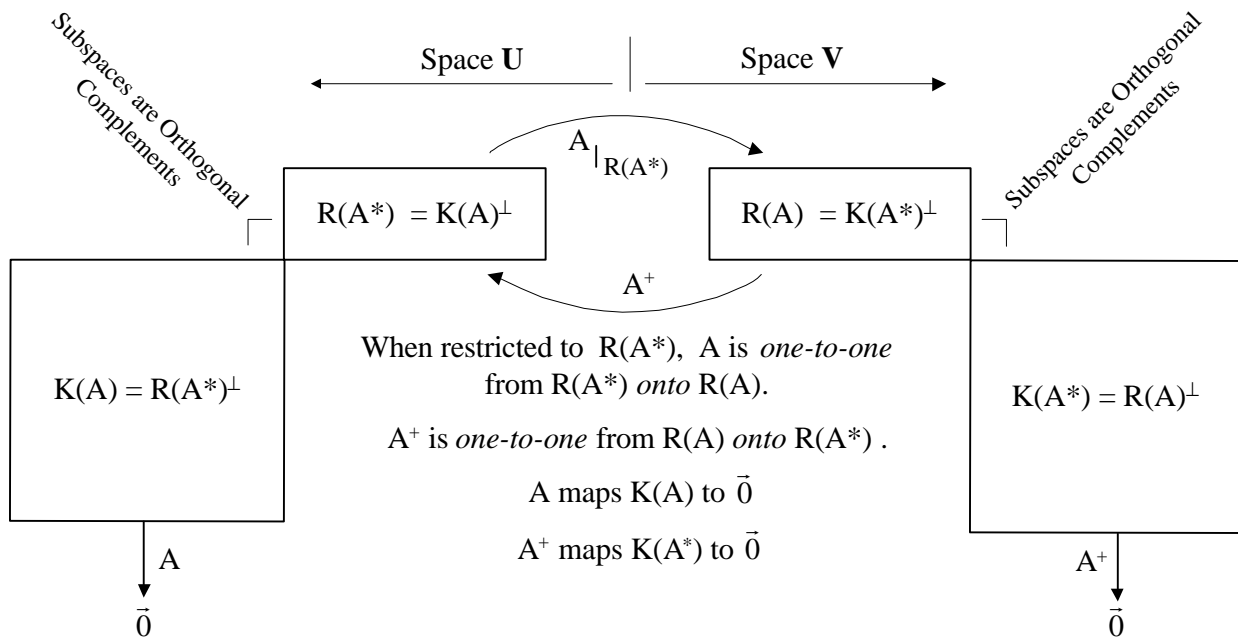 Subspaces are Orthogonal
Complements
Space U
Space V
Subspaces are Orthogonal
Complements
A|R(A*)
R(A*) = K(A)⊥
R(A) = K(A*)⊥
A⁺
When restricted to R(A*), A is one-to-one
from R(A*) onto R(A).
K(A) = R(A*)⊥
K(A*) = R(A)⊥
A⁺ is one-to-one from R(A) onto R(A*) .
A maps K(A) to 0⃗
A⁺ maps K(A*) to 0⃗
A
A⁺
0⃗
0⃗